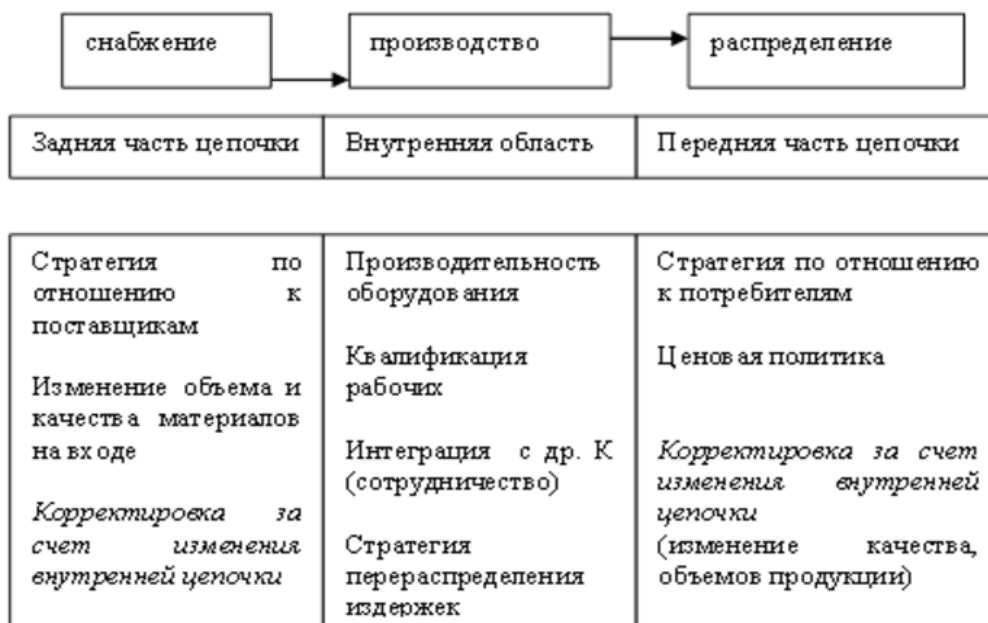 снабжение
производство
распределение
Задняя часть цепочки
Внутренняя область
Передняя часть цепочки
Стратегия по
отношению к
поставщикам
Изменение объема и
качества материалов
на входе
Корректировка за
счет изменения
внутренней цепочки
Производительность
оборудования
Квалификация
рабочих
Интеграция с др. К
(сотрудничество)
Стратегия
перераспределения
издержек
Стратегия по отношению
к потребителям
Ценовая политика
Корректировка за счет
изменения внутренней
цепочки
(изменение качества,
объемов продукции)